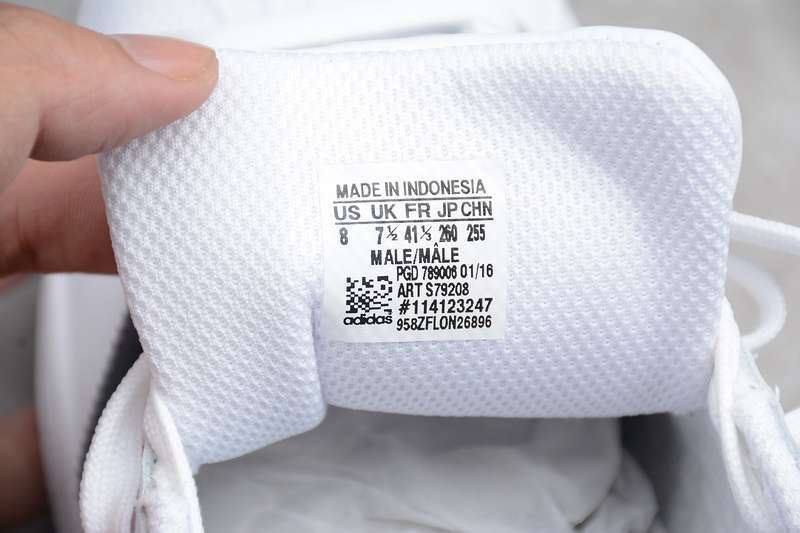 MADE IN INDONESIA
US UK FR JP CHN
8 7½ 41⅓ 260 255
MALE/MÂLE
PGD 789006 01/16
ART S79208
#114123247
adidas
958ZFLON26896